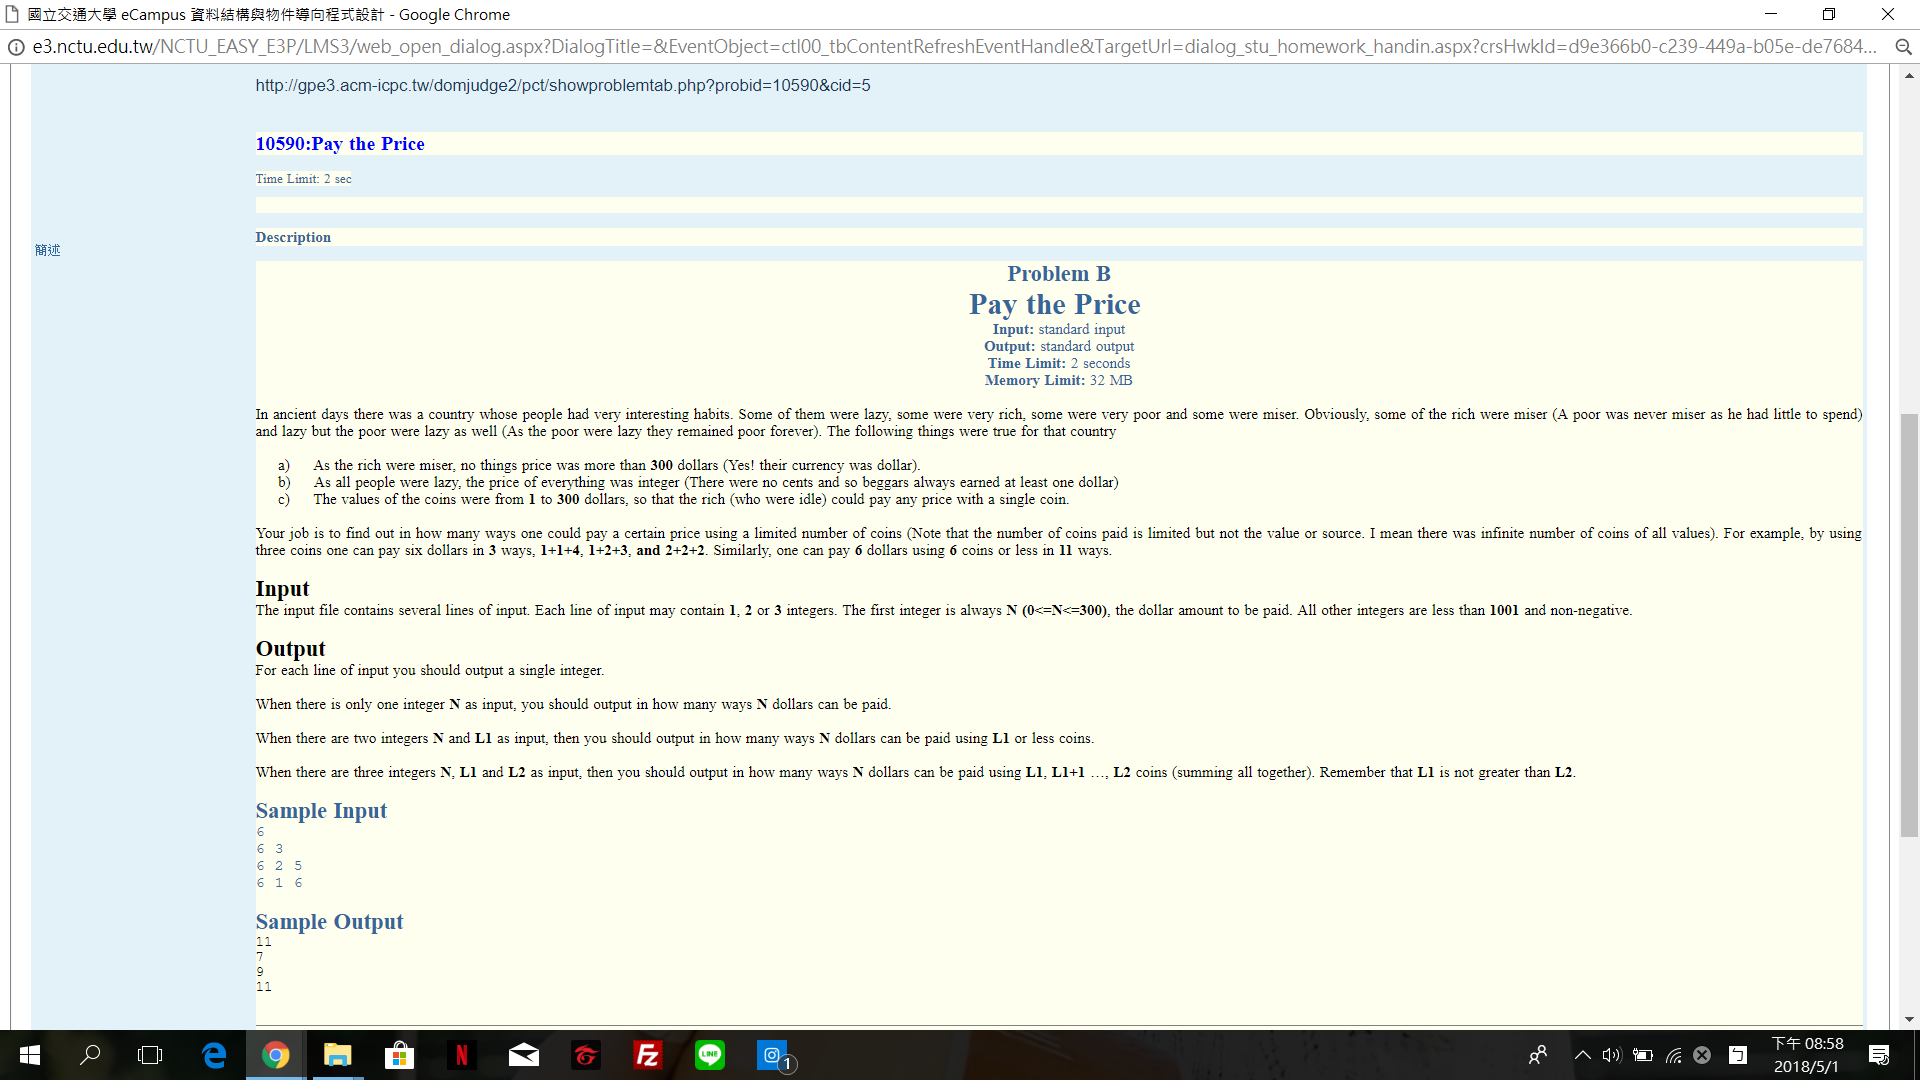 國立交通大學 eCampus 資料結構與物件導向程式設計 - Google Chrome
e3.nctu.edu.tw/NCTU_EASY_E3P/LMS3/web_open_dialog.aspx?DialogTitle=&EventObject=ctl00_tbContentRefreshEventHandle&TargetUrl=dialog_stu_homework_handin.aspx?crsHwkId=d9e366b0-c239-449a-b05e-de7684...
http://gpe3.acm-icpc.tw/domjudge2/pct/showproblemtab.php?probid=10590&cid=5
10590:Pay the Price
Time Limit: 2 sec
Description
簡述
Problem B
Pay the Price
Input: standard input
Output: standard output
Time Limit: 2 seconds
Memory Limit: 32 MB
In ancient days there was a country whose people had very interesting habits. Some of them were lazy, some were very rich, some were very poor and some were miser. Obviously, some of the rich were miser (A poor was never miser as he had little to spend)
and lazy but the poor were lazy as well (As the poor were lazy they remained poor forever). The following things were true for that country
a) As the rich were miser, no things price was more than 300 dollars (Yes! their currency was dollar).
b) As all people were lazy, the price of everything was integer (There were no cents and so beggars always earned at least one dollar)
c) The values of the coins were from 1 to 300 dollars, so that the rich (who were idle) could pay any price with a single coin.
Your job is to find out in how many ways one could pay a certain price using a limited number of coins (Note that the number of coins paid is limited but not the value or source. I mean there was infinite number of coins of all values). For example, by using
three coins one can pay six dollars in 3 ways, 1+1+4, 1+2+3, and 2+2+2. Similarly, one can pay 6 dollars using 6 coins or less in 11 ways.
Input
The input file contains several lines of input. Each line of input may contain 1, 2 or 3 integers. The first integer is always N (0<=N<=300), the dollar amount to be paid. All other integers are less than 1001 and non-negative.
Output
For each line of input you should output a single integer.
When there is only one integer N as input, you should output in how many ways N dollars can be paid.
When there are two integers N and L1 as input, then you should output in how many ways N dollars can be paid using L1 or less coins.
When there are three integers N, L1 and L2 as input, then you should output in how many ways N dollars can be paid using L1, L1+1 ..., L2 coins (summing all together). Remember that L1 is not greater than L2.
Sample Input
6
6 3
6 2 5
6 1 6
Sample Output
11
7
9
11
LINE
1
下午 08:58
2018/5/1